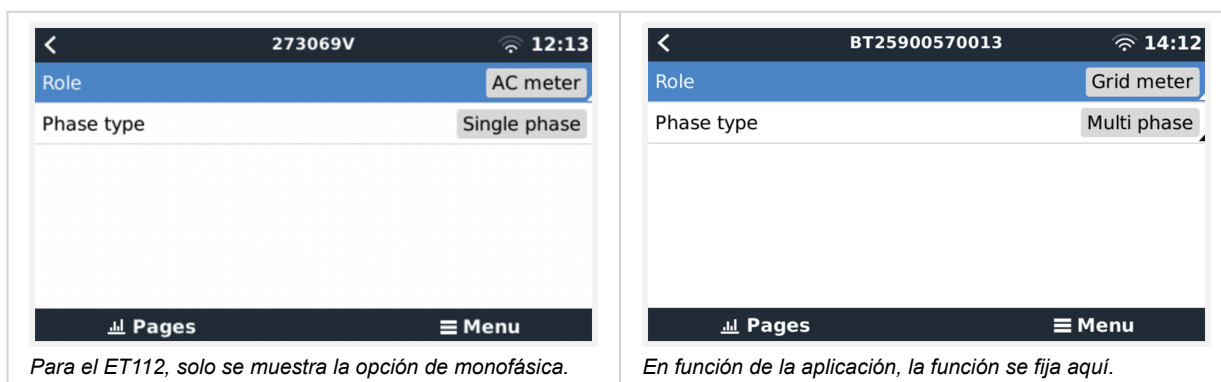 273069V 12:13
Role AC meter
Phase type Single phase
Pages Menu
Para el ET112, solo se muestra la opción de monofásica.
BT25900570013 14:12
Role Grid meter
Phase type Multi phase
Pages Menu
En función de la aplicación, la función se fija aquí.